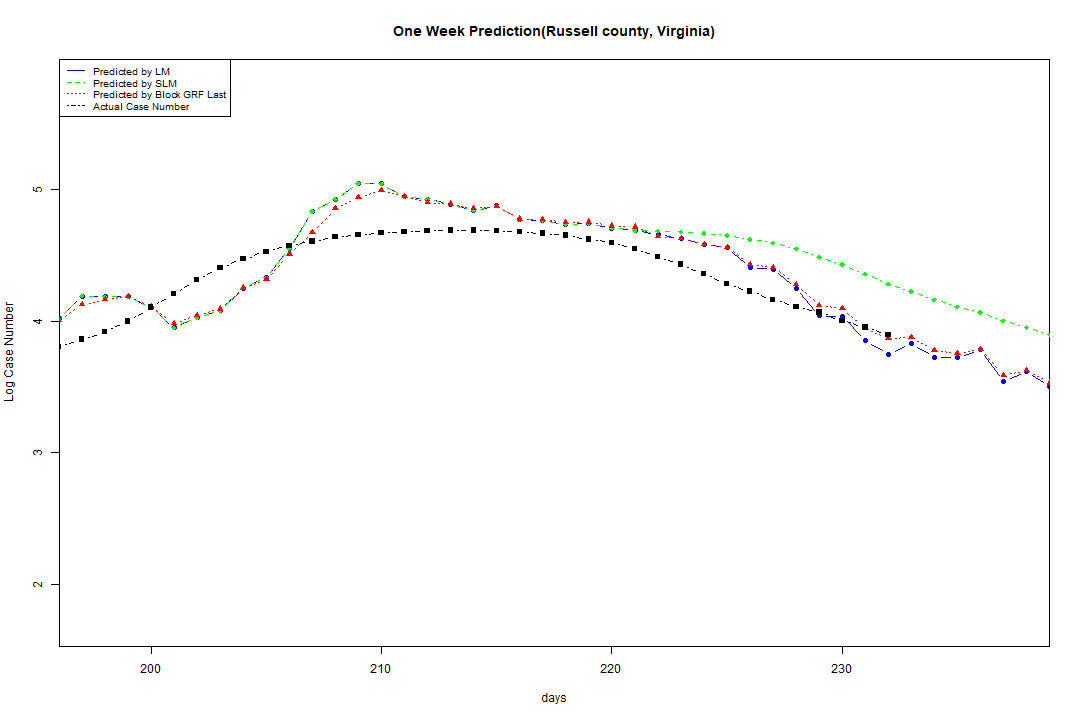 One Week Prediction(Russell county, Virginia)
Predicted by LM
Predicted by SLM
Predicted by Block GRF Last
Actual Case Number
5
4
3
2
Log Case Number
200 210 220 230
days